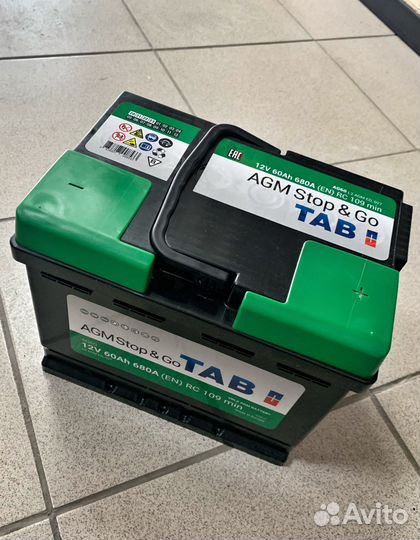 EAC
12V 60Ah 680A (EN) RC 109 min
AGM Stop & Go
TAB
AGM Stop & Go
12V 60Ah 680A (EN) RC 109 min
TAB
Avito